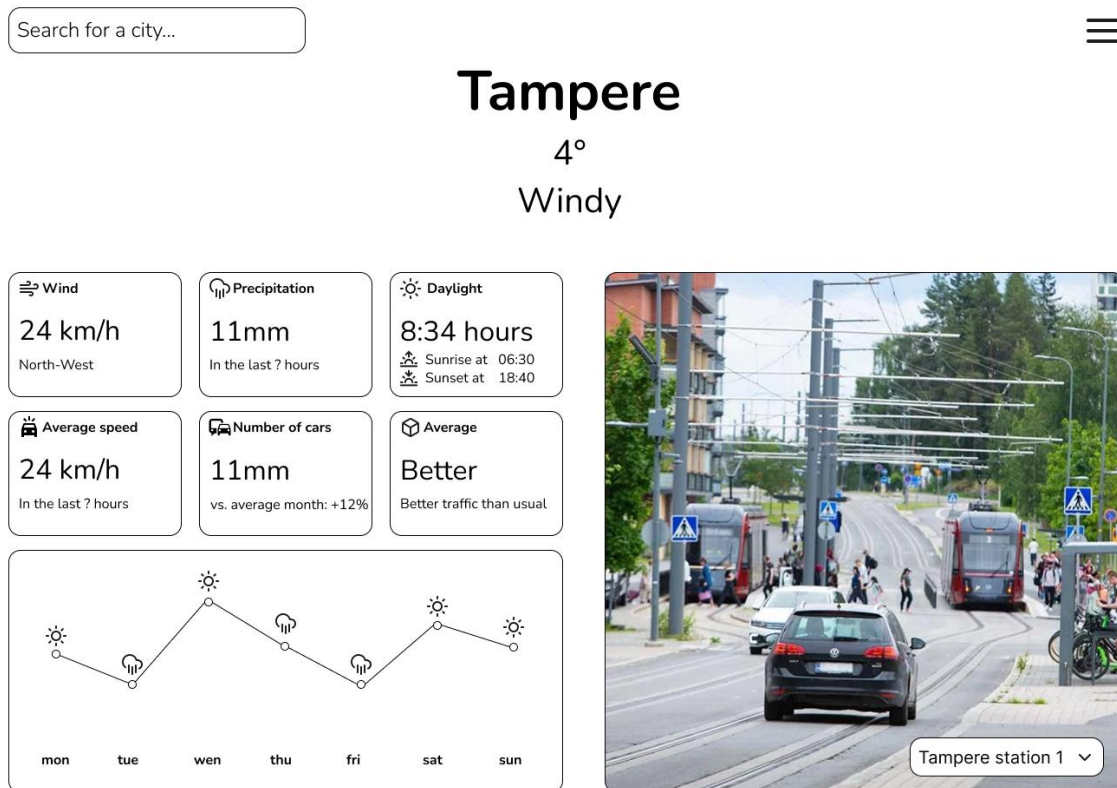 Search for a city...
Tampere
4°
Windy
Wind
24 km/h
North-West
Precipitation
11mm
In the last ? hours
Daylight
8:34 hours
Sunrise at 06:30
Sunset at 18:40
Average speed
24 km/h
In the last ? hours
Number of cars
11mm
vs. average month: +12%
Average
Better
Better traffic than usual
mon tue wen thu fri sat sun
Tampere station 1